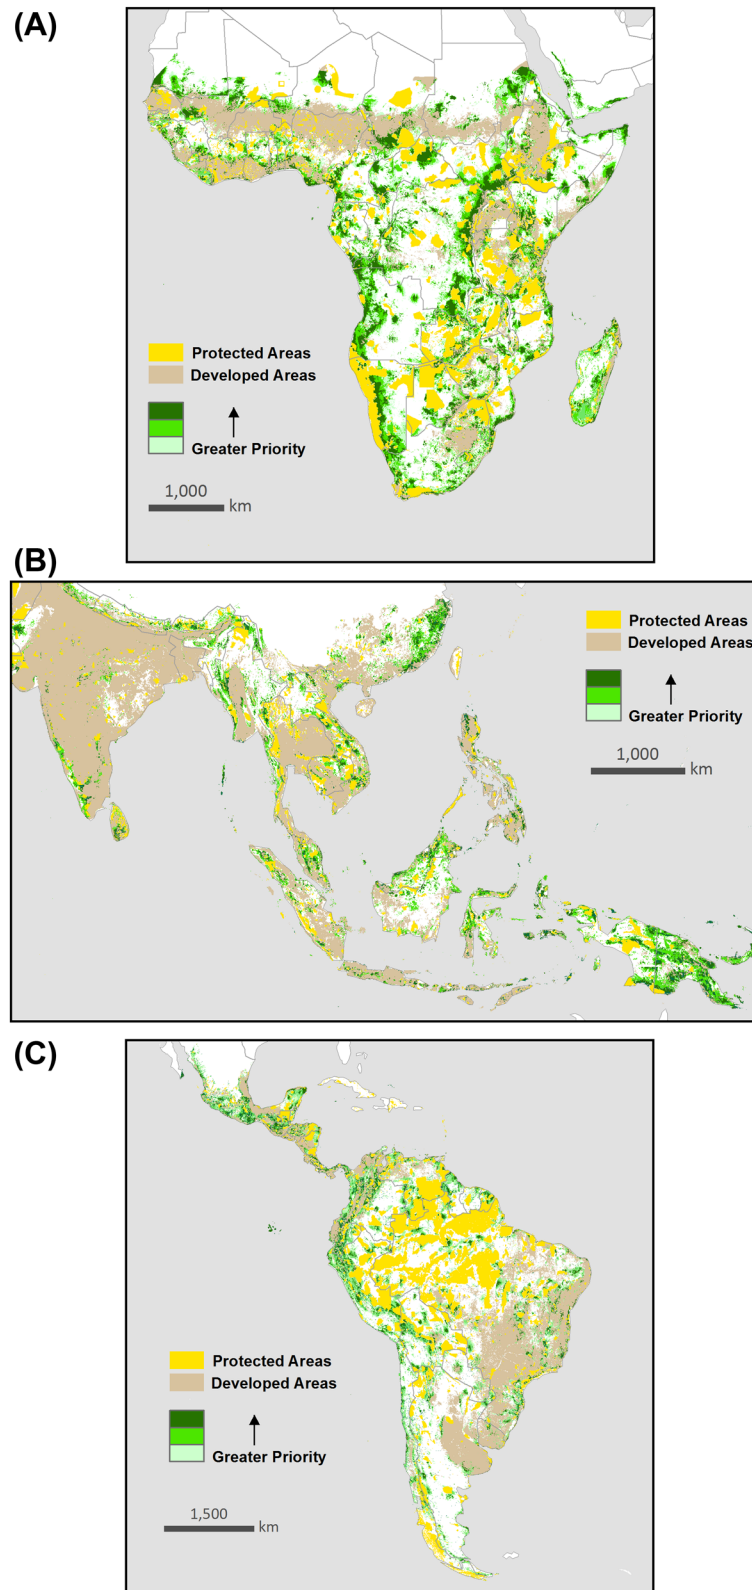 (A)
Protected Areas
Developed Areas
Greater Priority
1,000
km
(B)
Protected Areas
Developed Areas
Greater Priority
1,000
km
(C)
Protected Areas
Developed Areas
Greater Priority
1,500
km